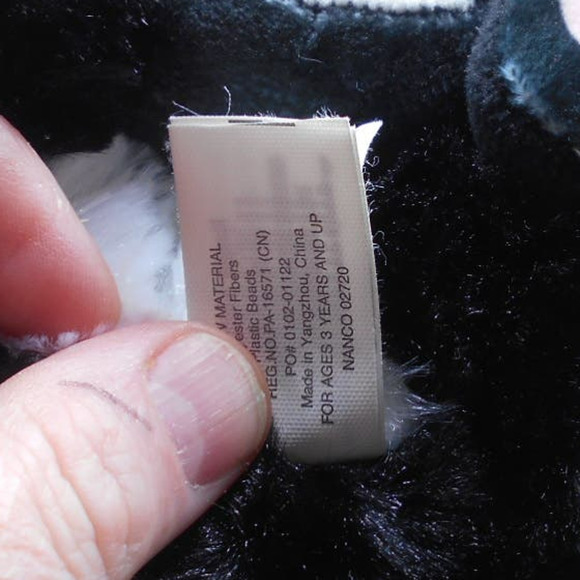 MATERIAL
Fibers
Plastic Beads
REG.NO.PA-16571 (CN)
PO# 0102-01122
Made in Yangzhou, China
FOR AGES 3 YEARS AND UP
NANCO 02720